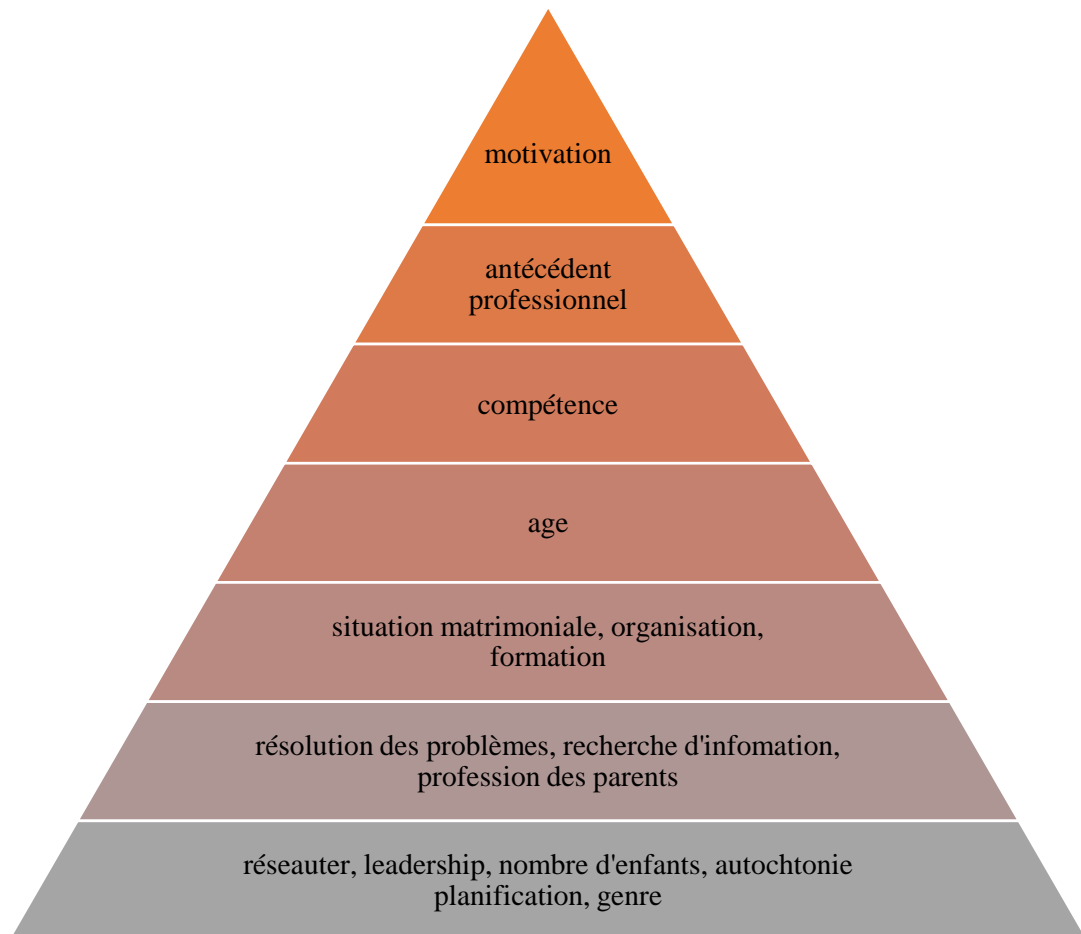 motivation
antécédent
professionnel
compétence
age
situation matrimoniale, organisation,
formation
résolution des problèmes, recherche d'infomation,
profession des parents
réseauter, leadership, nombre d'enfants, autochtonie
planification, genre